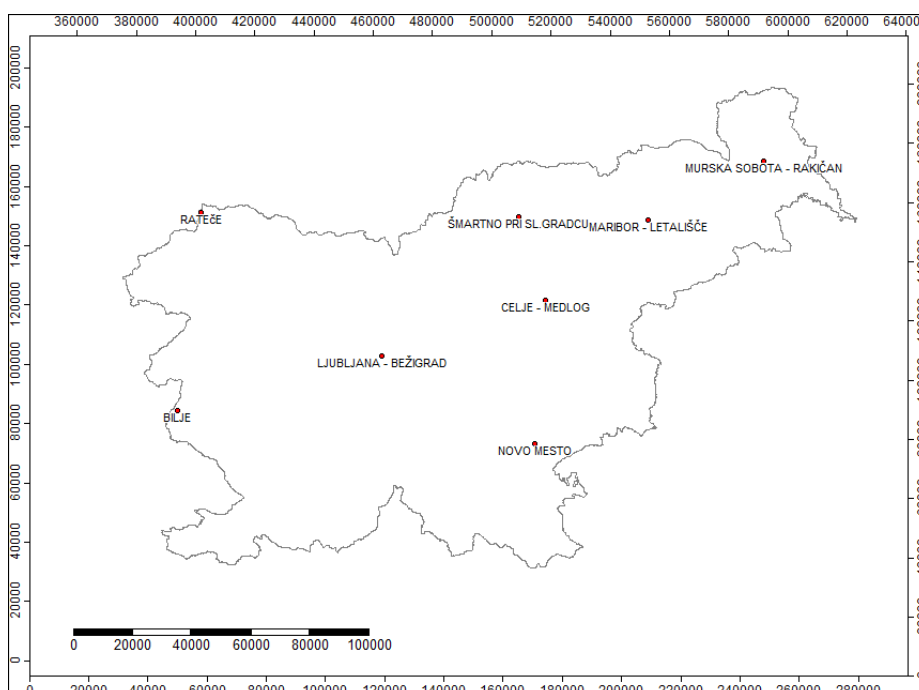 360000 380000 400000 420000 440000 460000 480000 500000 520000 540000 560000 580000 600000 620000 64000
200000
180000
MURSKA SOBOTA - RAKIČAN
160000
RATEčE
ŠMARTNO PRI SL.GRADCU
MARIBOR - LETALIŠČE
140000
120000
CELJE - MEDLOG
100000
LJUBLJANA - BEŽIGRAD
80000
BILJE
NOVO MESTO
60000
40000
20000
0
0 20000 40000 60000 80000 100000
0 20000 40000 60000 80000 100000 120000 140000 160000 180000 200000 220000 240000 260000 280000